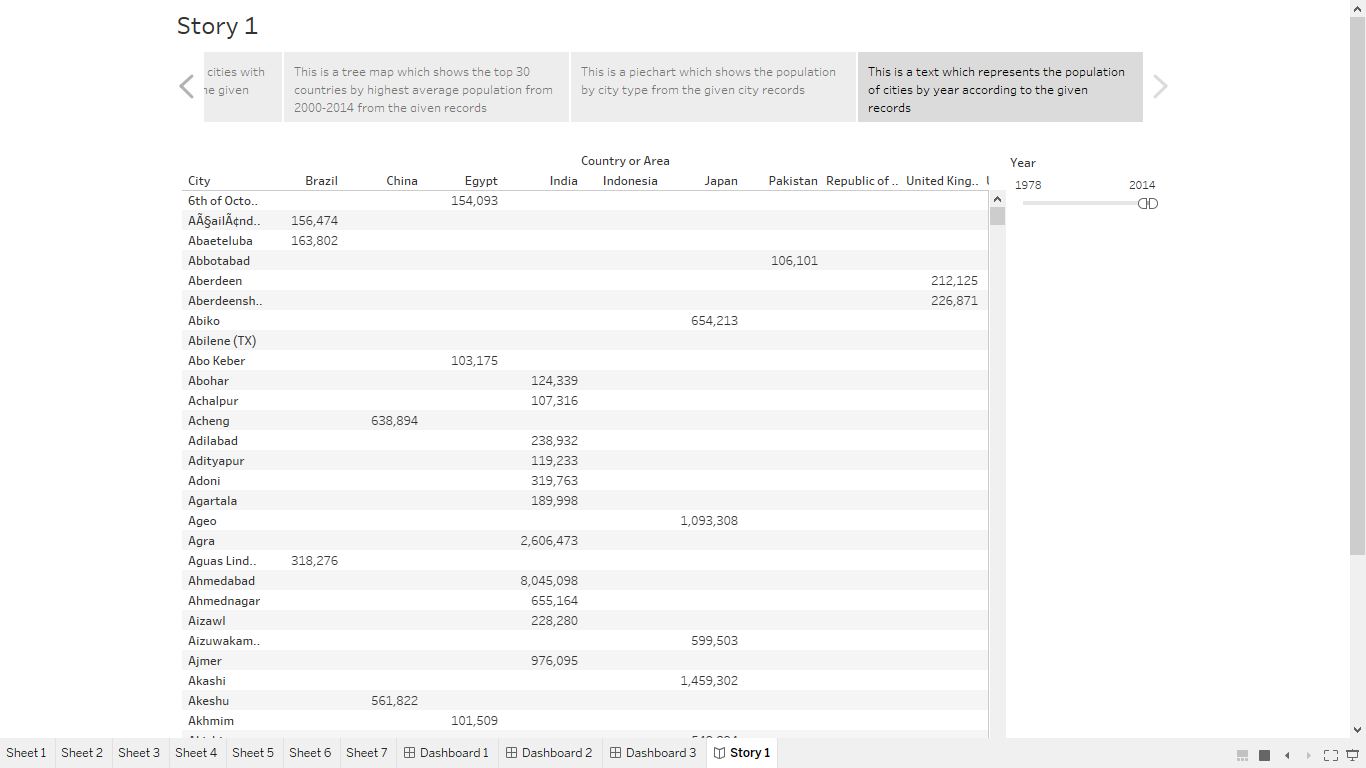 Story 1
cities with
he given
This is a tree map which shows the top 30
countries by highest average population from
2000-2014 from the given records
This is a piechart which shows the population
by city type from the given city records
This is a text which represents the population
of cities by year according to the given
records
Country or Area
City Brazil China Egypt India Indonesia Japan Pakistan Republic of .. United King..
Year
1978 2014
6th of Octo.. 154,093
AÃ§ailÃ¢nd.. 156,474
Abaeteluba 163,802
Abbotabad 106,101
Aberdeen 212,125
Aberdeensh.. 226,871
Abiko 654,213
Abilene (TX)
Abo Keber 103,175
Abohar 124,339
Achalpur 107,316
Acheng 638,894
Adilabad 238,932
Adityapur 119,233
Adoni 319,763
Agartala 189,998
Ageo 1,093,308
Agra 2,606,473
Aguas Lind.. 318,276
Ahmedabad 8,045,098
Ahmednagar 655,164
Aizawl 228,280
Aizuwakam.. 599,503
Ajmer 976,095
Akashi 1,459,302
Akeshu 561,822
Akhmim 101,509
Sheet 1 Sheet 2 Sheet 3 Sheet 4 Sheet 5 Sheet 6 Sheet 7 Dashboard 1 Dashboard 2 Dashboard 3 Story 1